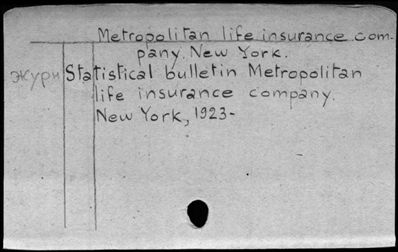 Metropolitan life insurance com-
pany. New York.
журн Statistical bulletin Metropolitan
life insurance company.
New York, 1923-